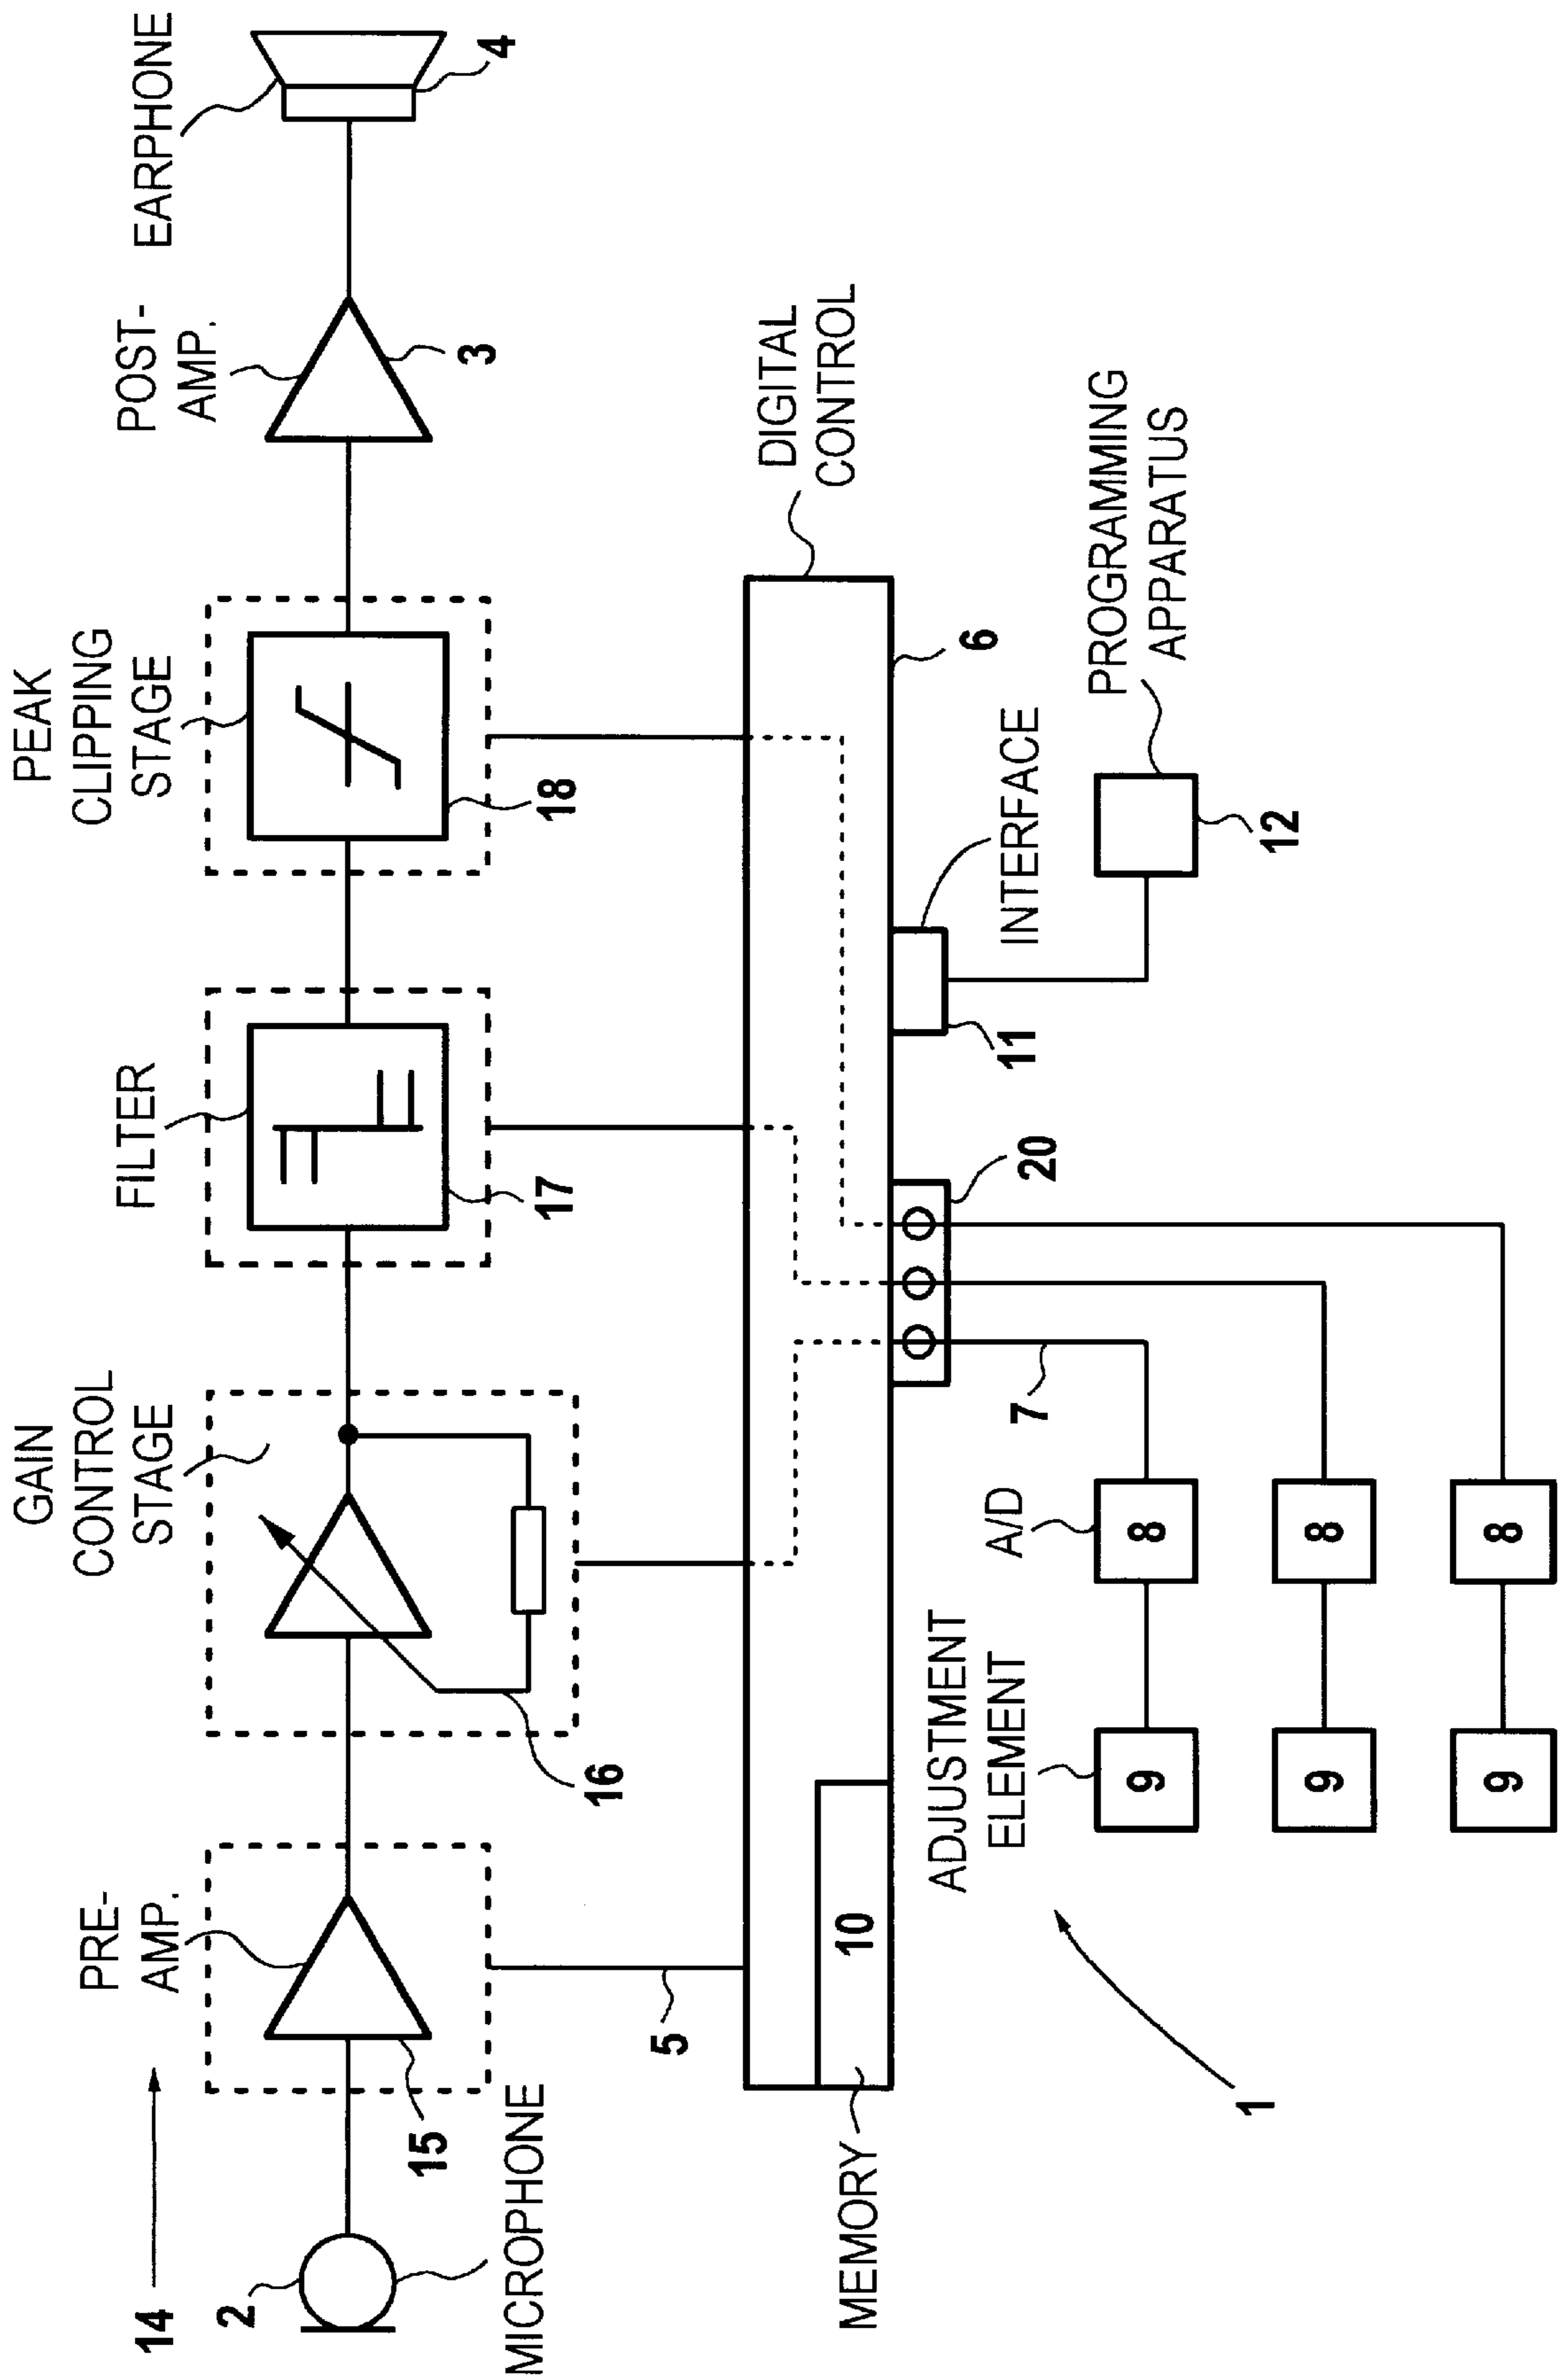 14
2
MICROPHONE
PRE-
AMP.
15
GAIN
CONTROL
STAGE
16
FILTER
17
PEAK
CLIPPING
STAGE
18
POST-
AMP.
3
EARPHONE
4
5
MEMORY
10
DIGITAL
CONTROL
6
20
INTERFACE
11
PROGRAMMING
APPARATUS
12
7
ADJUSTMENT
ELEMENT
A/D
9
8
9
8
9
8
1